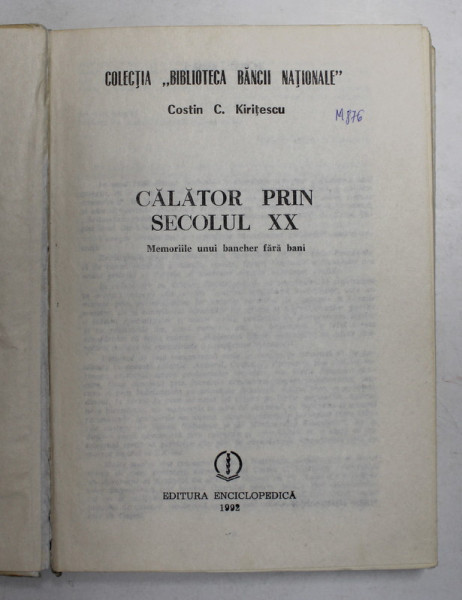 COLECȚIA „BIBLIOTECA BĂNCII NAȚIONALE”
Costin C. Kirițescu
M.876
CĂLĂTOR PRIN
SECOLUL XX
Memoriile unui bancher fără bani
EDITURA ENCICLOPEDICĂ
1992